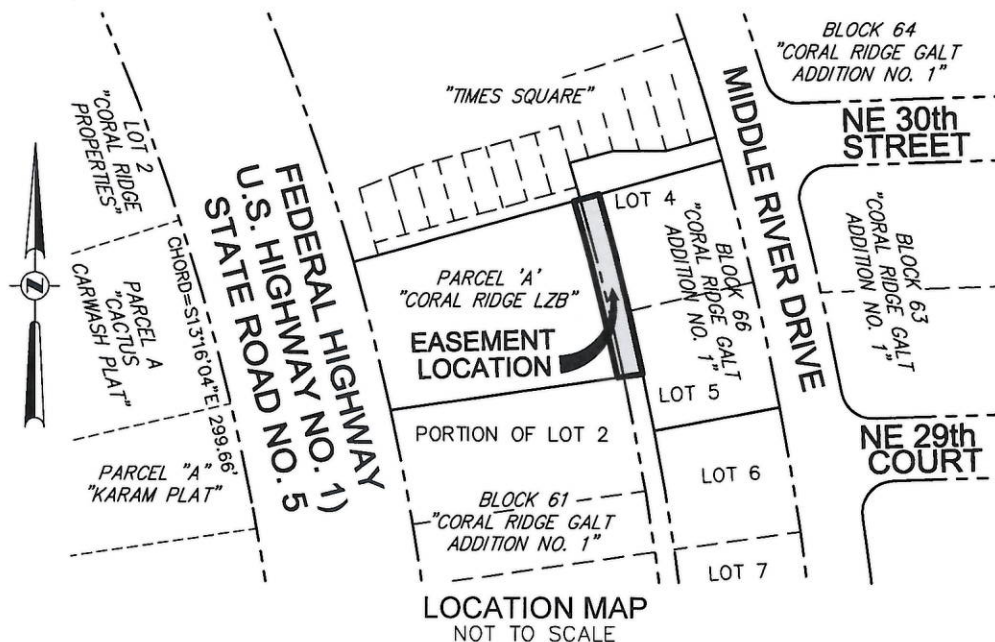 BLOCK 64
"CORAL RIDGE GALT
ADDITION NO. 1"
"TIMES SQUARE"
MIDDLE RIVER DRIVE
NE 30th
STREET
LOT 2
"CORAL RIDGE
PROPERTIES"
FEDERAL HIGHWAY
U.S. HIGHWAY NO. 1)
STATE ROAD NO. 5
LOT 4
BLOCK 66
"CORAL RIDGE GALT
ADDITION NO. 1"
BLOCK 63
"CORAL RIDGE GALT
ADDITION NO. 1"
N
CHORD=S13°16'04"E 299.66'
PARCEL A
"CACTUS
CARWASH PLAT"
PARCEL 'A'
"CORAL RIDGE LZB"
EASEMENT
LOCATION
LOT 5
PORTION OF LOT 2
NE 29th
COURT
PARCEL "A"
"KARAM PLAT"
LOT 6
BLOCK 61
"CORAL RIDGE GALT
ADDITION NO. 1"
LOT 7
LOCATION MAP
NOT TO SCALE